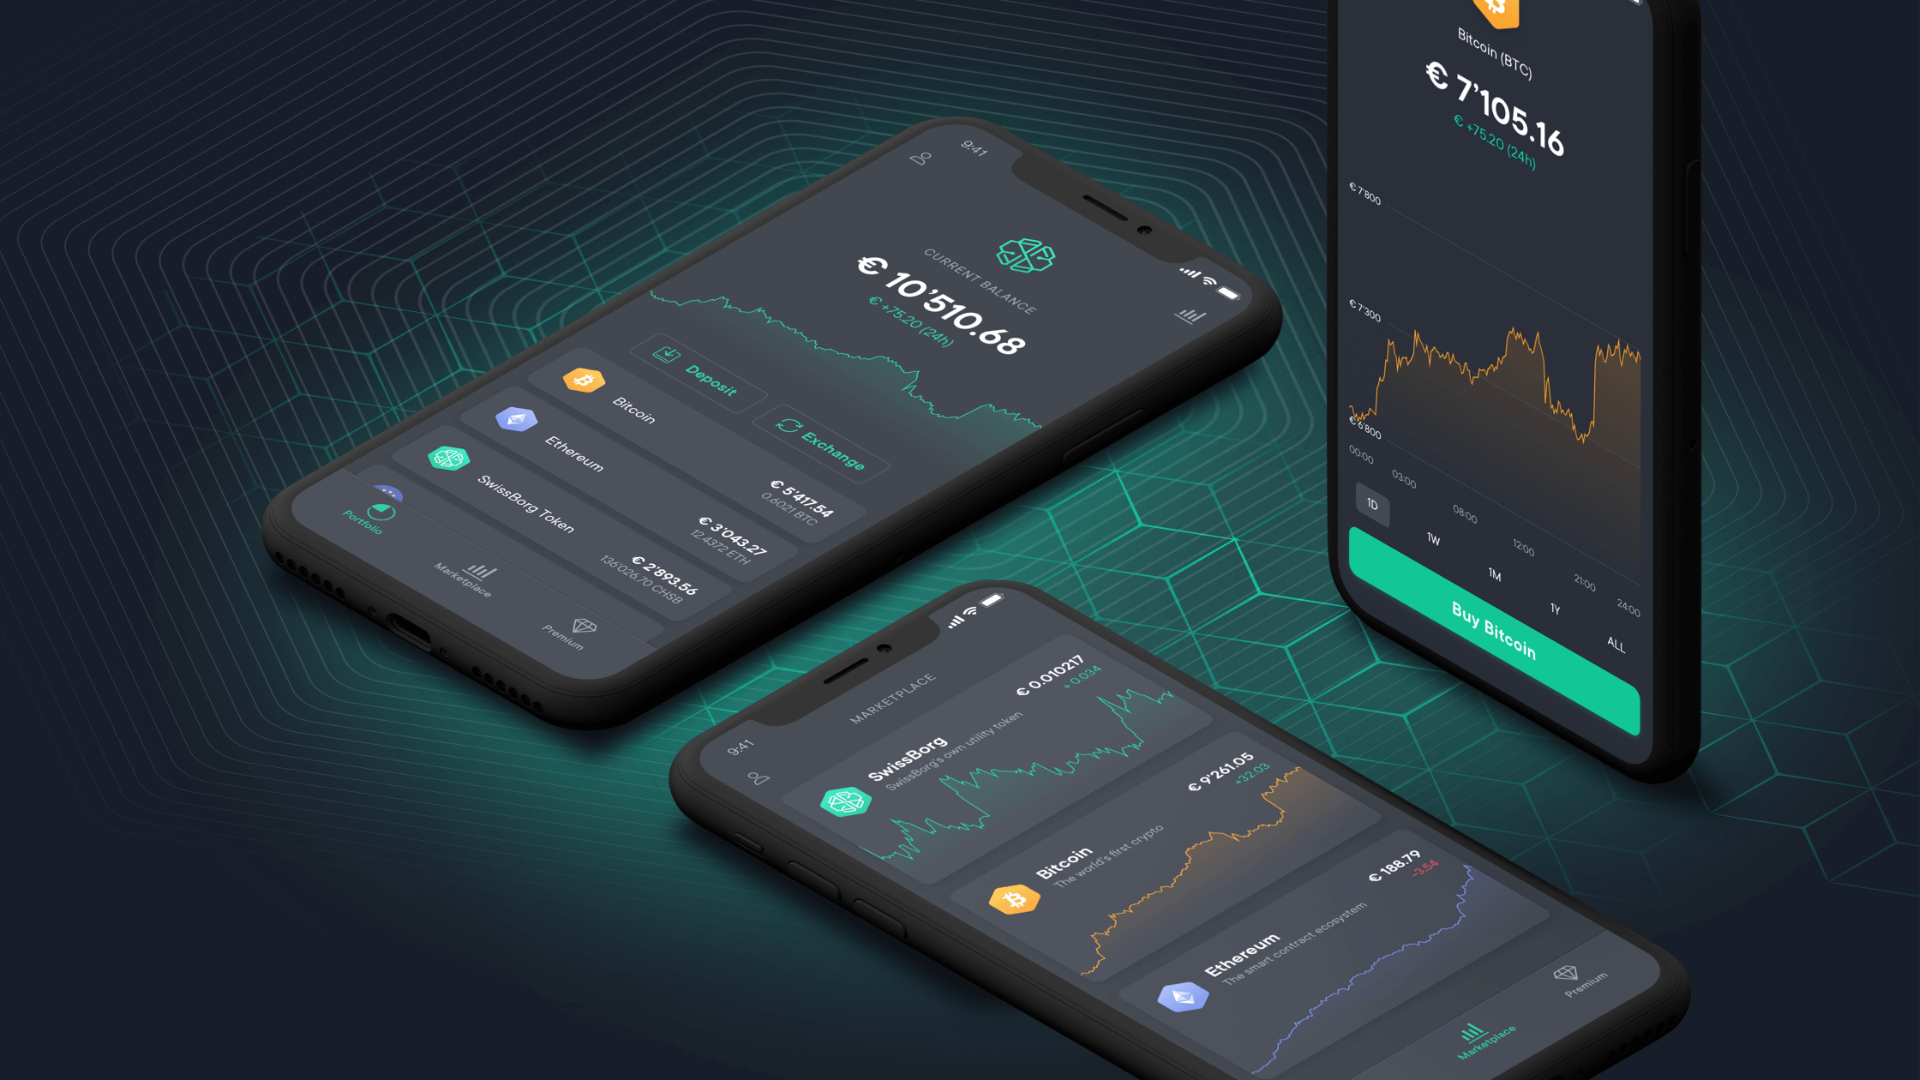 9:41
CURRENT BALANCE
€ 10'510.68
€ +75.20 (24h)
Deposit
Exchange
Bitcoin
€ 5'417.54
0.6021 BTC
Ethereum
€ 3'043.27
12.4372 ETH
SwissBorg Token
€ 2'893.56
136'026.70 CHSB
Portfolio
Marketplace
Premium
9:41
MARKETPLACE
SwissBorg
SwissBorg's own utility token
€ 0.010217
+0.034
Bitcoin
The world's first crypto
€ 9'261.05
+32.03
Ethereum
The smart contract ecosystem
€ 188.79
-3.54
Marketplace
Premium
Bitcoin (BTC)
€ 7'105.16
€ +75.20 (24h)
€ 7'800
€ 7'300
€ 6'800
00:00
03:00
08:00
12:00
21:00
24:00
1D
1W
1M
1Y
ALL
Buy Bitcoin